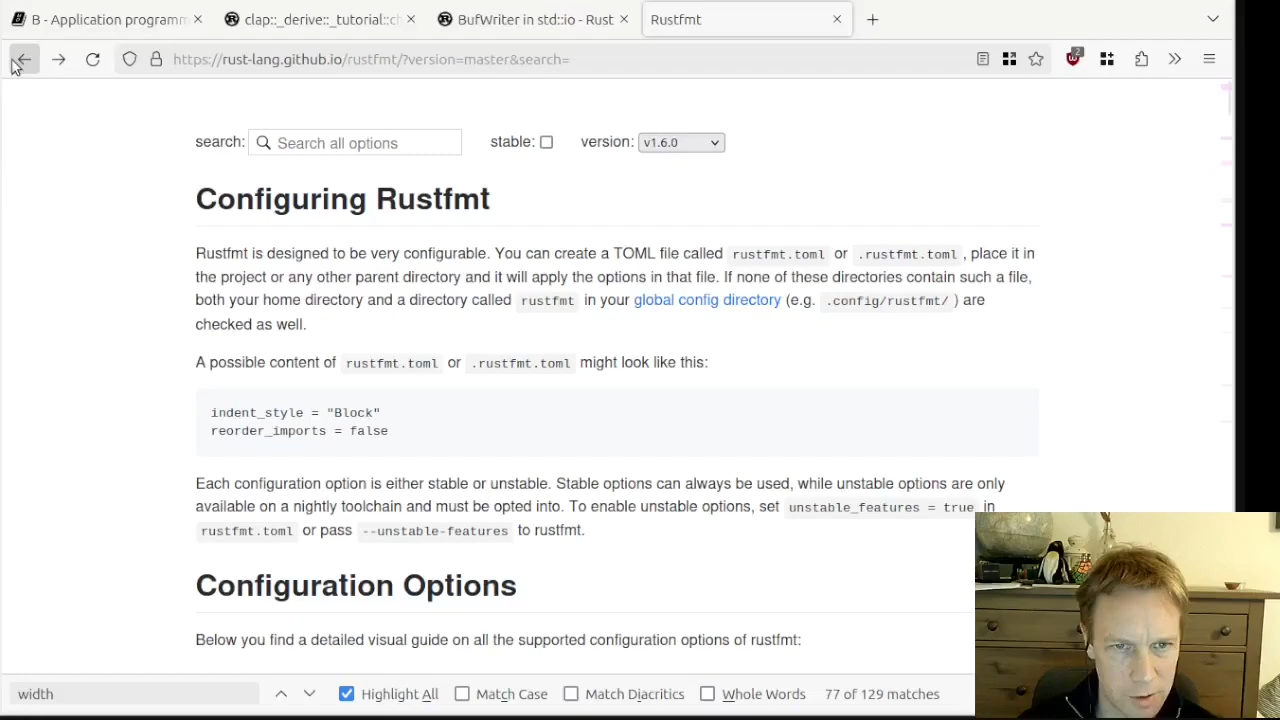 B - Application programm
clap::_derive::_tutorial::ch
BufWriter in std::io - Rust
Rustfmt
https://rust-lang.github.io/rustfmt/?version=master&search=
2
search: Search all options stable: version: v1.6.0
Configuring Rustfmt
Rustfmt is designed to be very configurable. You can create a TOML file called rustfmt.toml or .rustfmt.toml, place it in
the project or any other parent directory and it will apply the options in that file. If none of these directories contain such a file,
both your home directory and a directory called rustfmt in your global config directory (e.g. .config/rustfmt/) are
checked as well.
A possible content of rustfmt.toml or .rustfmt.toml might look like this:
indent_style = "Block"
reorder_imports = false
Each configuration option is either stable or unstable. Stable options can always be used, while unstable options are only
available on a nightly toolchain and must be opted into. To enable unstable options, set unstable_features = true in
rustfmt.toml or pass --unstable-features to rustfmt.
Configuration Options
Below you find a detailed visual guide on all the supported configuration options of rustfmt:
width Highlight All Match Case Match Diacritics Whole Words 77 of 129 matches